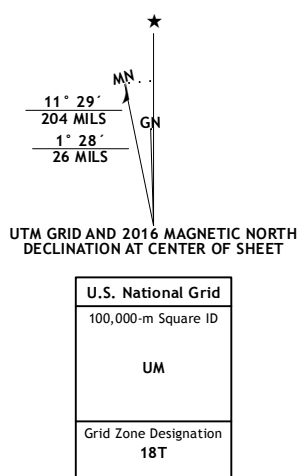 ★
MN
11° 29´
204 MILS
GN
1° 28´
26 MILS
UTM GRID AND 2016 MAGNETIC NORTH
DECLINATION AT CENTER OF SHEET
U.S. National Grid
100,000-m Square ID
UM
Grid Zone Designation
18T